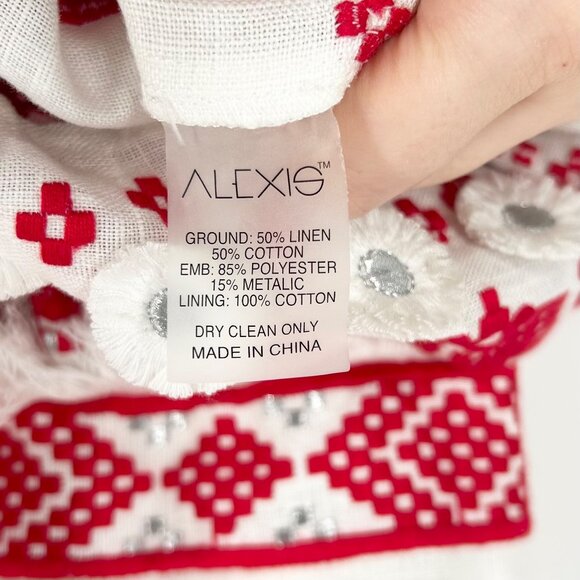 ALEXIS™
GROUND: 50% LINEN
50% COTTON
EMB: 85% POLYESTER
15% METALIC
LINING: 100% COTTON
DRY CLEAN ONLY
MADE IN CHINA